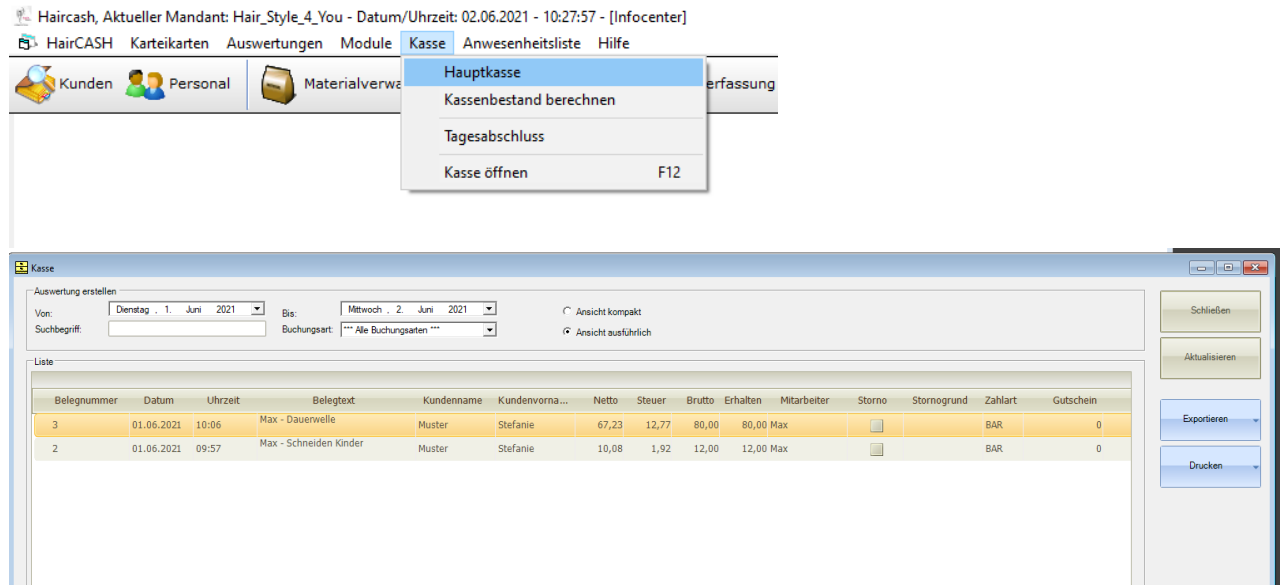 Haircash, Aktueller Mandant: Hair_Style_4_You - Datum/Uhrzeit: 02.06.2021 - 10:27:57 - [Infocenter]
HairCASH Karteikarten Auswertungen Module Kasse Anwesenheitsliste Hilfe
Kunden Personal Materialverwa erfassung
Hauptkasse
Kassenbestand berechnen
Tagesabschluss
Kasse öffnen F12
Kasse
Auswertung erstellen
Von: Dienstag , 1. Juni 2021 Bis: Mittwoch , 2. Juni 2021 Ansicht kompakt
Suchbegriff: Buchungsart: *** Alle Buchungsarten *** Ansicht ausführlich
Schließen
Aktualisieren
Exportieren
Drucken
Liste
Belegnummer Datum Uhrzeit Belegtext Kundenname Kundenvorna... Netto Steuer Brutto Erhalten Mitarbeiter Storno Stornogrund Zahlart Gutschein
3 01.06.2021 10:06 Max - Dauerwelle Muster Stefanie 67,23 12,77 80,00 80,00 Max BAR 0
2 01.06.2021 09:57 Max - Schneiden Kinder Muster Stefanie 10,08 1,92 12,00 12,00 Max BAR 0